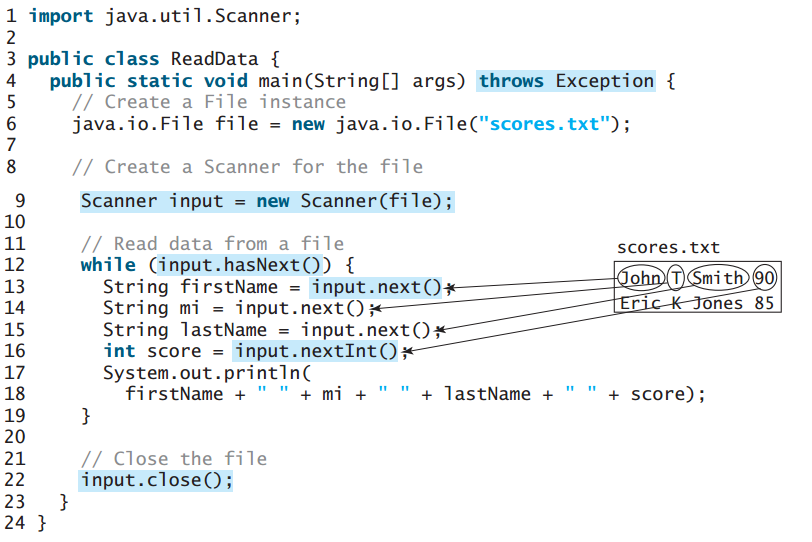 1 import java.util.Scanner;
2
3 public class ReadData {
4   public static void main(String[] args) throws Exception {
5     // Create a File instance
6     java.io.File file = new java.io.File("scores.txt");
7
8     // Create a Scanner for the file
9     Scanner input = new Scanner(file);
10
11     // Read data from a file
12     while (input.hasNext()) {
13       String firstName = input.next();
14       String mi = input.next();
15       String lastName = input.next();
16       int score = input.nextInt();
17       System.out.println(
18         firstName + " " + mi + " " + lastName + " " + score);
19     }
20
21     // Close the file
22     input.close();
23   }
24 }
scores.txt
John T Smith 90
Eric K Jones 85